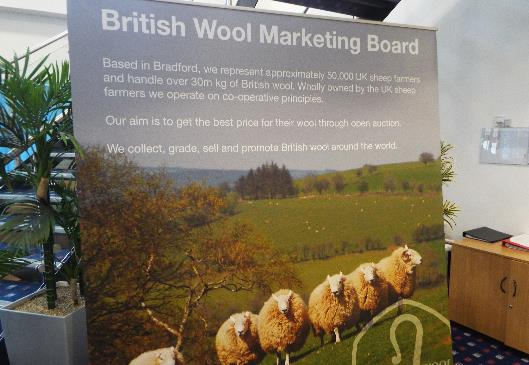 British Wool Marketing Board
Based in Bradford, we represent approximately 50,000 UK sheep farmers
and handle over 30m kg of British wool. Wholly owned by the UK sheep
farmers we operate on co-operative principles.
Our aim is to get the best price for their wool through open auction.
We collect, grade, sell and promote British wool around the world.